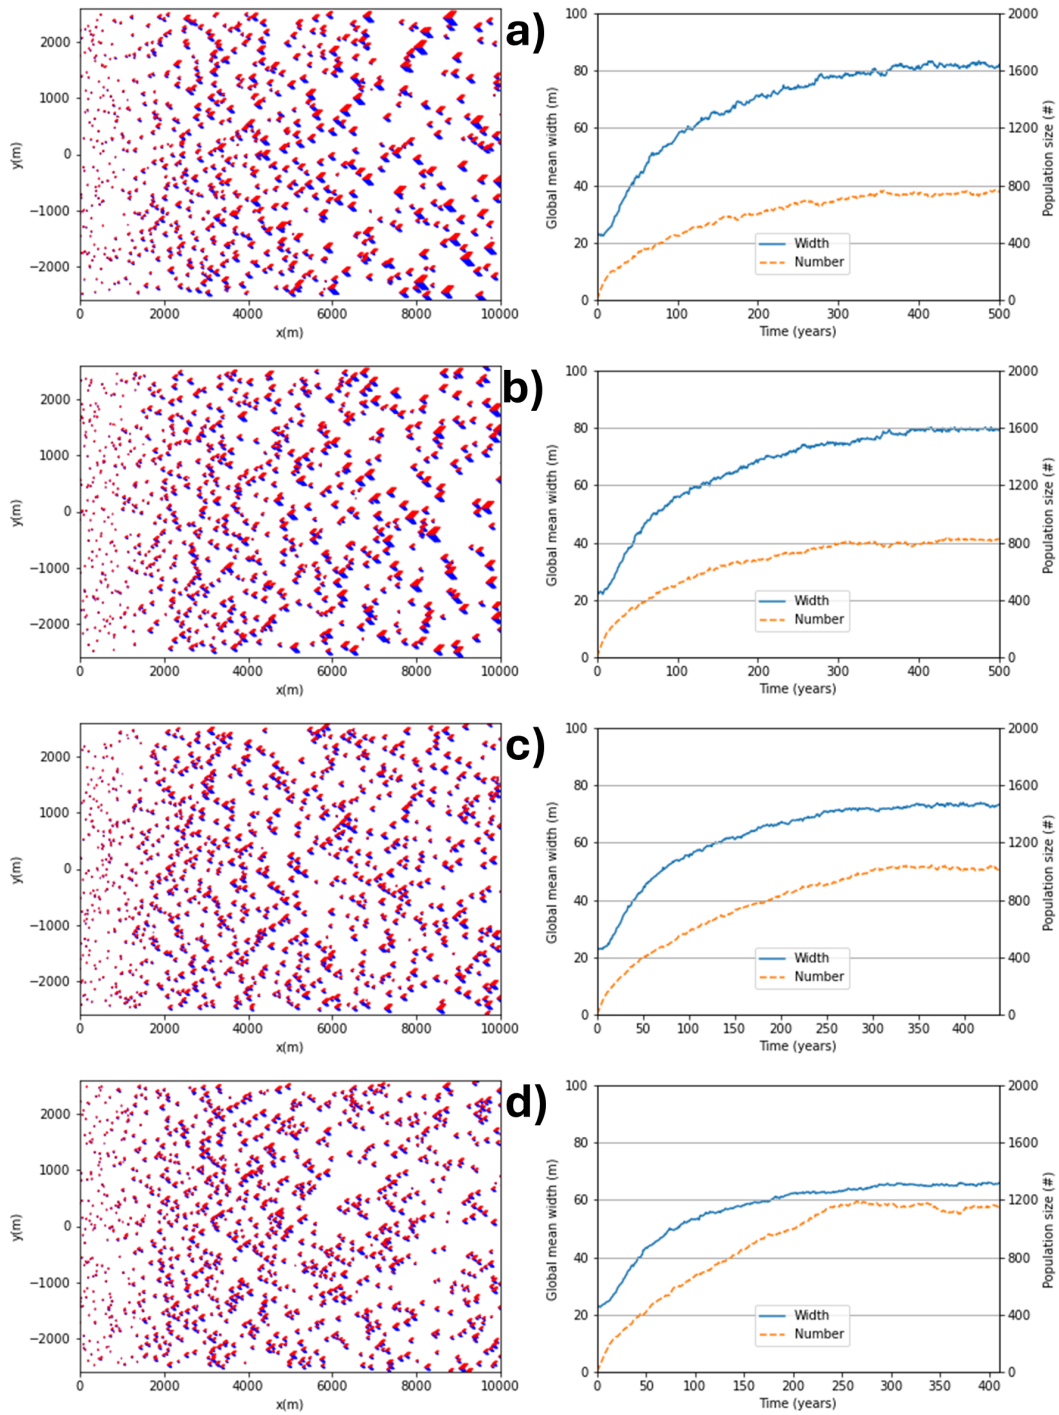 a)
2000
1000
0
−1000
−2000
y(m)
0 2000 4000 6000 8000 10000
x(m)
100
80
60
40
20
0
Global mean width (m)
2000
1600
1200
800
400
0
Population size (#)
Width
Number
0 100 200 300 400 500
Time (years)
b)
2000
1000
0
−1000
−2000
y(m)
0 2000 4000 6000 8000 10000
x(m)
100
80
60
40
20
0
Global mean width (m)
2000
1600
1200
800
400
0
Population size (#)
Width
Number
0 100 200 300 400 500
Time (years)
c)
2000
1000
0
−1000
−2000
y(m)
0 2000 4000 6000 8000 10000
x(m)
100
80
60
40
20
0
Global mean width (m)
2000
1600
1200
800
400
0
Population size (#)
Width
Number
0 50 100 150 200 250 300 350 400
Time (years)
d)
2000
1000
0
−1000
−2000
y(m)
0 2000 4000 6000 8000 10000
x(m)
100
80
60
40
20
0
Global mean width (m)
2000
1600
1200
800
400
0
Population size (#)
Width
Number
0 50 100 150 200 250 300 350 400
Time (years)